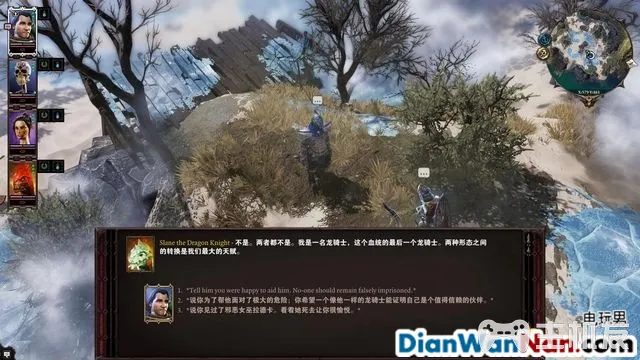 Slane the Dragon Knight - 不是。两者都不是。我是一名龙骑士，这个血统的最后一个龙骑士。两种形态之间
的转换是我们最大的天赋。
1. *Tell him you were happy to aid him. No-one should remain falsely imprisoned.*
2. *说你为了帮他面对了极大的危险；你希望一个像他一样的龙骑士能证明自己是个值得信赖的伙伴。*
3. *说你见过了邪恶女巫拉德卡。看着她死去让你很愉悦。*
电玩男
DianWanNan.com